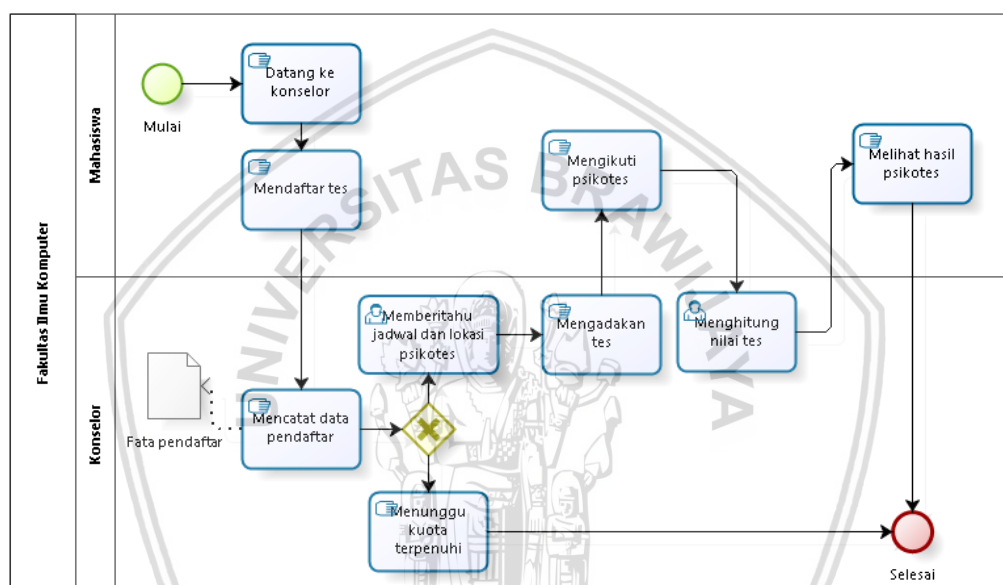 Fakultas Ilmu Komputer
Mahasiswa
Konselor
Mulai
Datang ke
konselor
Mendaftar tes
Mengikuti
psikotes
Melihat hasil
psikotes
Memberitahu
jadwal dan lokasi
psikotes
Mengadakan
tes
Menghitung
nilai tes
Fata pendaftar
Mencatat data
pendaftar
Menunggu
kuota
terpenuhi
Selesai
UNIVERSITAS BRAWIJAYA